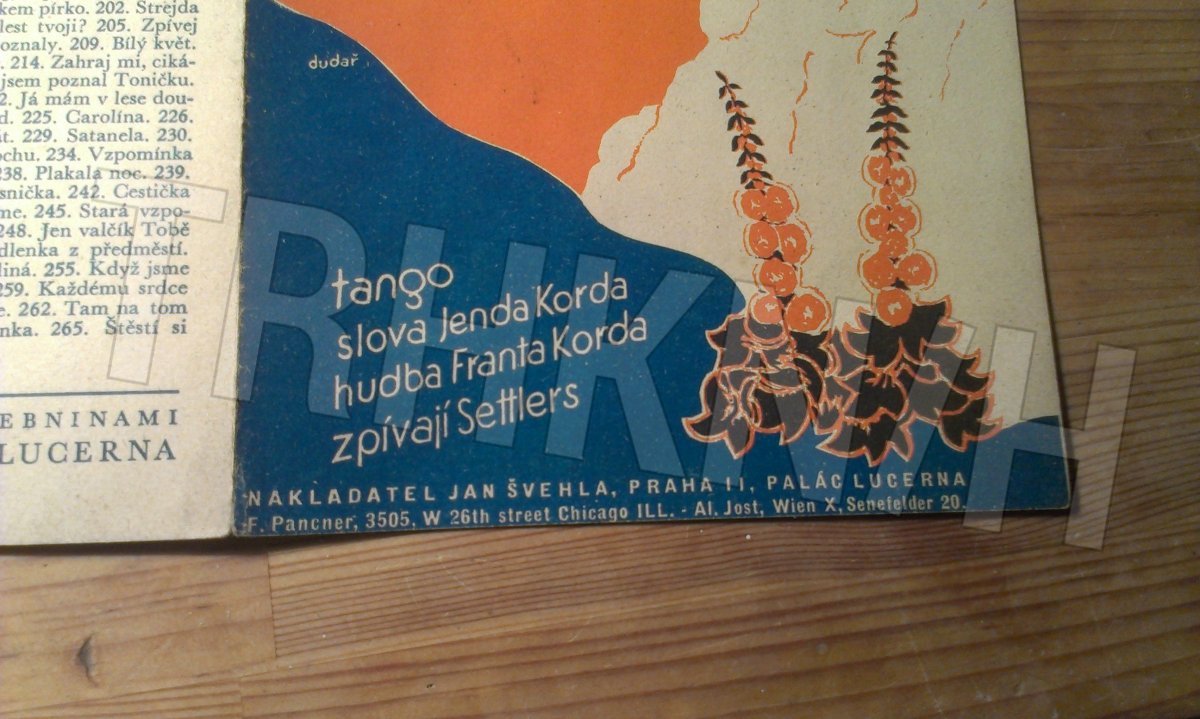 kem pírko. 202. Strejda
lest tvoji? 205. Zpívej
poznaly. 209. Bílý květ.
214. Zahraj mi, ciká-
jsem poznal Toničku.
2. Já mám v lese dou-
d. 225. Carolína. 226.
át. 229. Satanela. 230.
ochu. 234. Vzpomínka
238. Plakala noc. 239.
snička. 242. Cestička
me. 245. Stará vzpo-
248. Jen valčík Tobě
dlenka z předměstí.
liná. 255. Když jsme
259. Každému srdce
e. 262. Tam na tom
nka. 265. Štěstí si
EBNINAMI
LUCERNA
dudař
tango
slova Jenda Korda
hudba Franta Korda
zpívají Settlers
NAKLADATEL JAN ŠVEHLA, PRAHA II, PALÁC LUCERNA
F. Pancner, 3505, W 26th street Chicago ILL. - Al. Jost, Wien X, Senefelder 20.
TRHKNIH